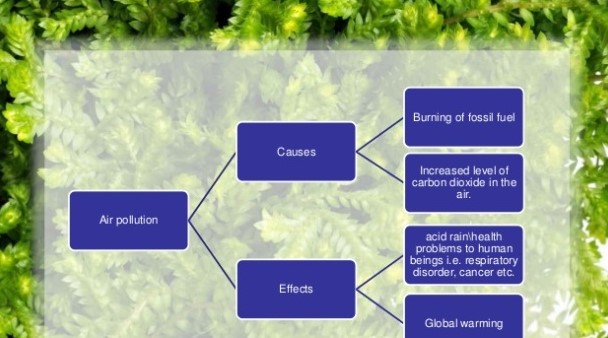 Burning of fossil fuel
Causes
Increased level of
carbon dioxide in the
air.
Air pollution
acid rain\health
problems to human
beings i.e. respiratory
disorder, cancer etc.
Effects
Global warming